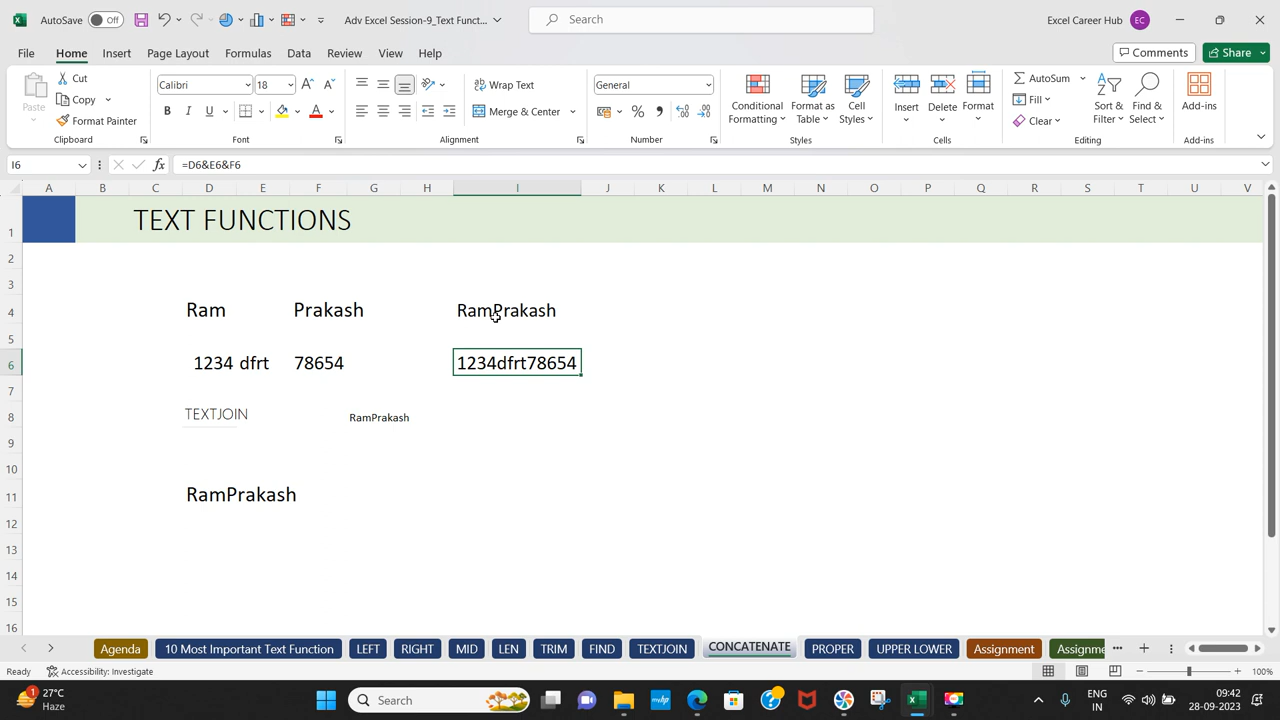 AutoSave Off Adv Excel Session-9_Text Funct... Search Excel Career Hub EC
File Home Insert Page Layout Formulas Data Review View Help Comments Share
Paste Cut Copy Format Painter Clipboard
Calibri 18 A A B I U A Font
ab Wrap Text Merge & Center Alignment
General % , Number
Conditional Formatting Format as Table Cell Styles Styles
Insert Delete Format Cells
AutoSum Fill Clear Sort & Filter Find & Select Editing
Add-ins Add-ins
I6 fx =D6&E6&F6
A B C D E F G H I J K L M N O P Q R S T U V
1 TEXT FUNCTIONS
2
3
4 Ram Prakash RamPrakash
5
6 1234 dfrt 78654 1234dfrt78654
7
8 TEXTJOIN RamPrakash
9
10
11 RamPrakash
12
13
14
15
16
Agenda 10 Most Important Text Function LEFT RIGHT MID LEN TRIM FIND TEXTJOIN CONCATENATE PROPER UPPER LOWER Assignment Assignme ...
Ready Accessibility: Investigate 100%
1 27°C Haze Search ENG IN 09:42 28-09-2023